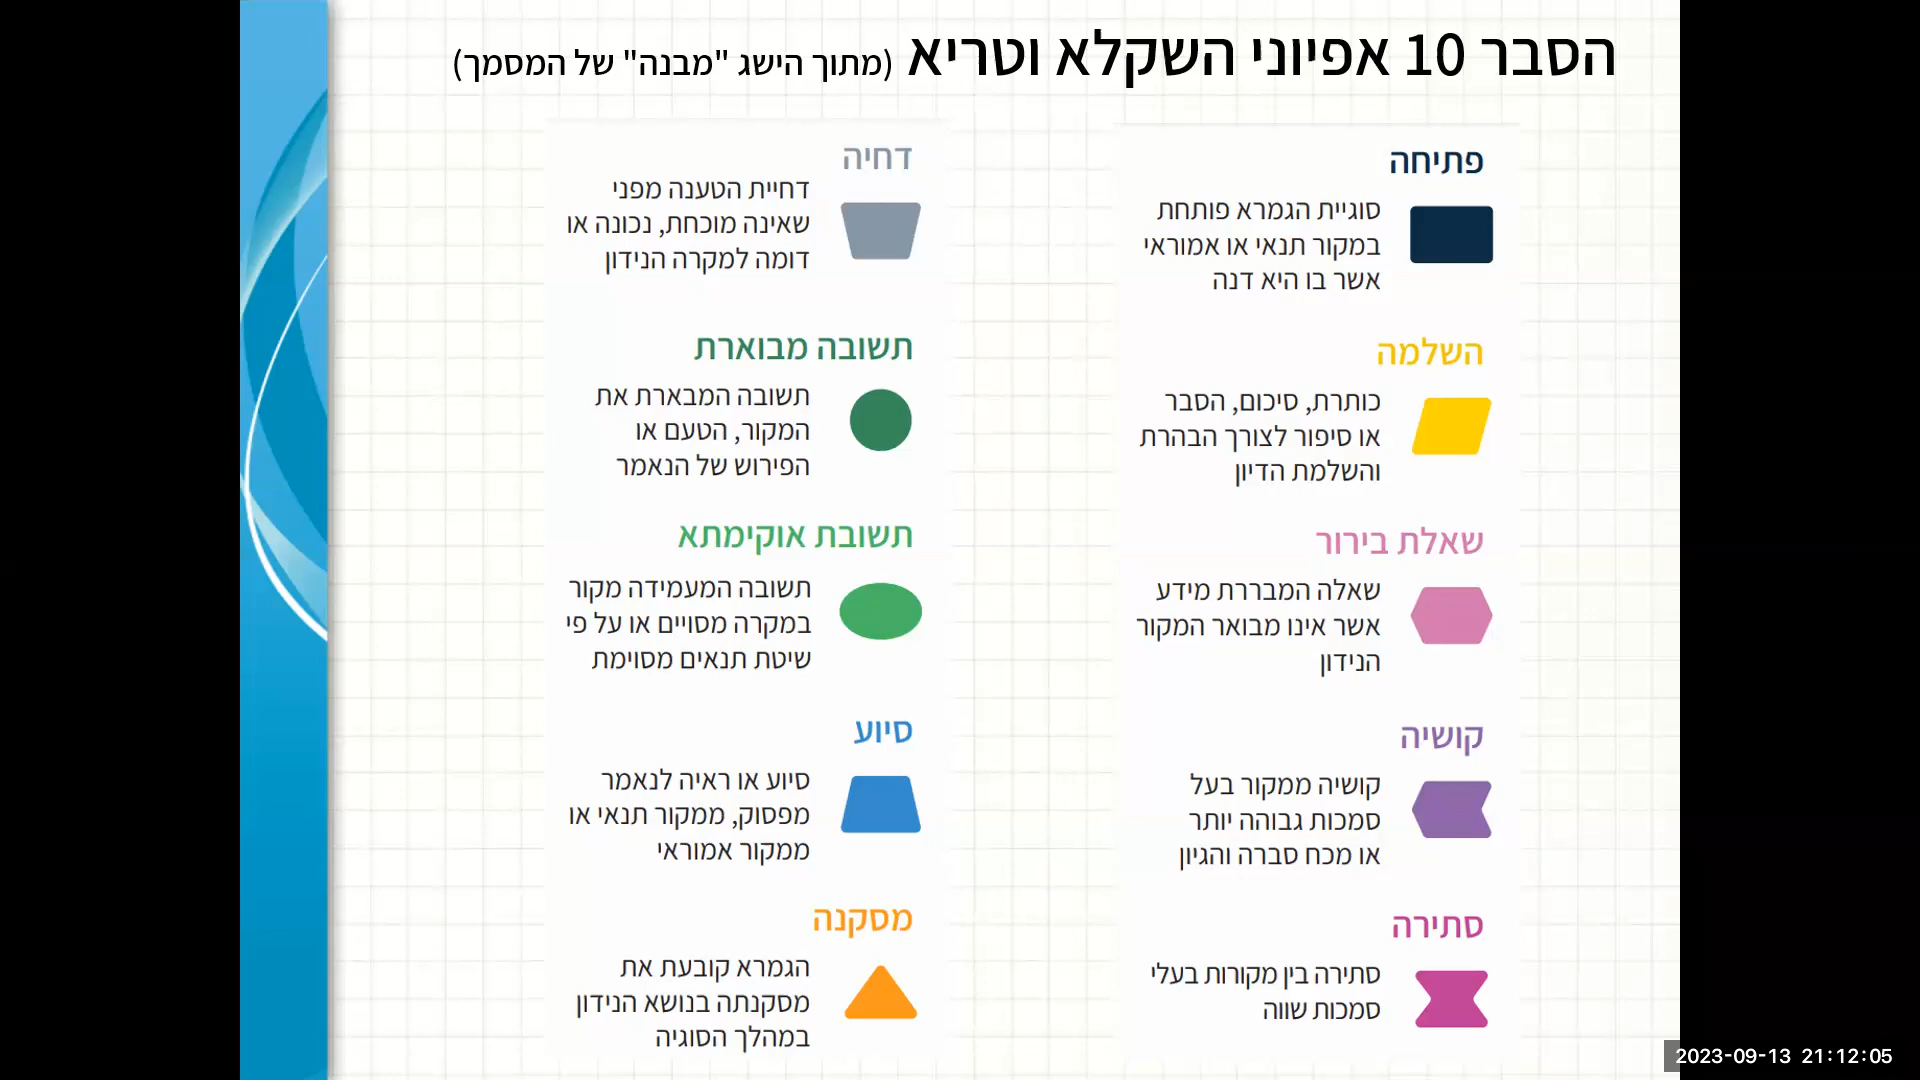 הסבר 10 אפיוני השקלא וטריא (מתוך הישג "מבנה" של המסמך)
פתיחה
סוגיית הגמרא פותחת
במקור תנאי או אמוראי
אשר בו היא דנה
השלמה
כותרת, סיכום, הסבר
או סיפור לצורך הבהרת
והשלמת הדיון
שאלת בירור
שאלה המבררת מידע
אשר אינו מבואר המקור
הנידון
קושיה
קושיה ממקור בעל
סמכות גבוהה יותר
או מכח סברה והגיון
סתירה
סתירה בין מקורות בעלי
סמכות שווה
דחיה
דחיית הטענה מפני
שאינה מוכחת, נכונה או
דומה למקרה הנידון
תשובה מבוארת
תשובה המבארת את
המקור, הטעם או
הפירוש של הנאמר
תשובת אוקימתא
תשובה המעמידה מקור
במקרה מסויים או על פי
שיטת תנאים מסוימת
סיוע
סיוע או ראיה לנאמר
מפסוק, ממקור תנאי או
ממקור אמוראי
מסקנה
הגמרא קובעת את
מסקנתה בנושא הנידון
במהלך הסוגיה
2023-09-13 21:12:05